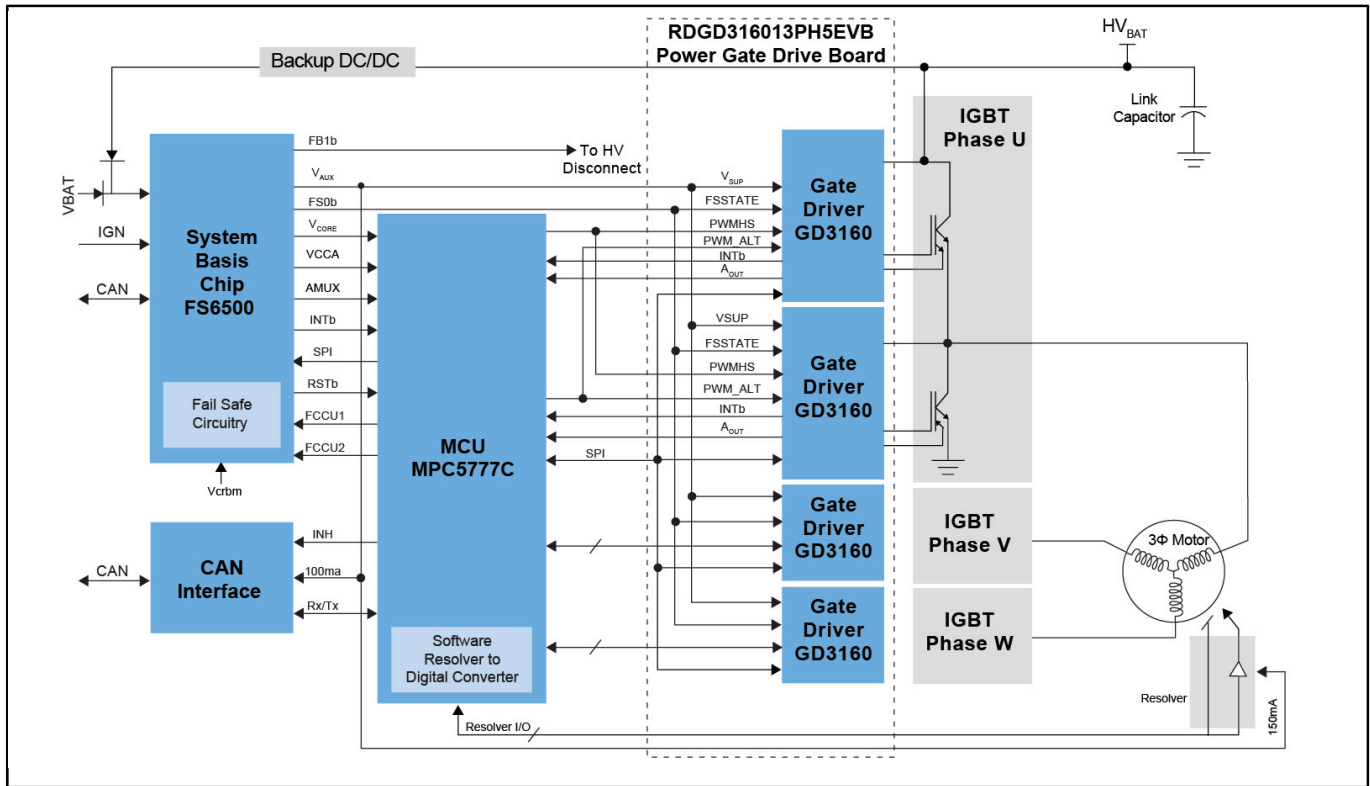 RDGD316013PH5EVB
Power Gate Drive Board
HVBAT
Backup DC/DC
Link
Capacitor
IGBT
Phase U
FB1b
To HV
Disconnect
VAUX
FS0b
VCORE
VCCA
AMUX
INTb
SPI
RSTb
FCCU1
FCCU2
VBAT
IGN
CAN
System
Basis
Chip
FS6500
Fail Safe
Circuitry
Vcrbm
MCU
MPC5777C
Software
Resolver to
Digital Converter
VSUP
FSSTATE
PWMHS
PWM_ALT
INTb
AOUT
Gate
Driver
GD3160
VSUP
FSSTATE
PWMHS
PWM_ALT
INTb
AOUT
SPI
Gate
Driver
GD3160
Gate
Driver
GD3160
Gate
Driver
GD3160
IGBT
Phase V
IGBT
Phase W
3Φ Motor
CAN
CAN
Interface
INH
100ma
Rx/Tx
Resolver I/O
Resolver
150mA